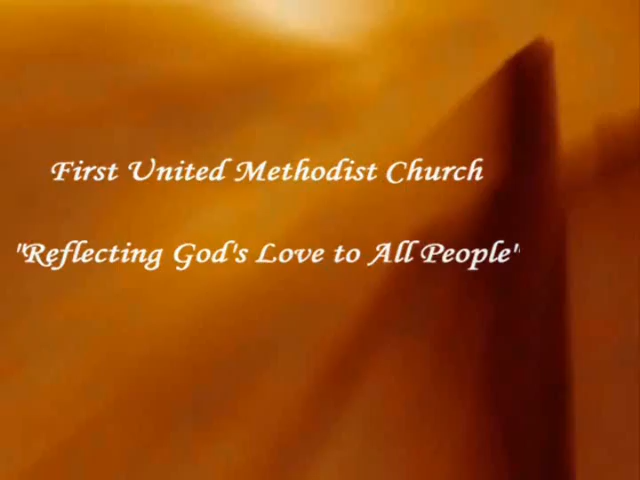 First United Methodist Church
"Reflecting God's Love to All People"